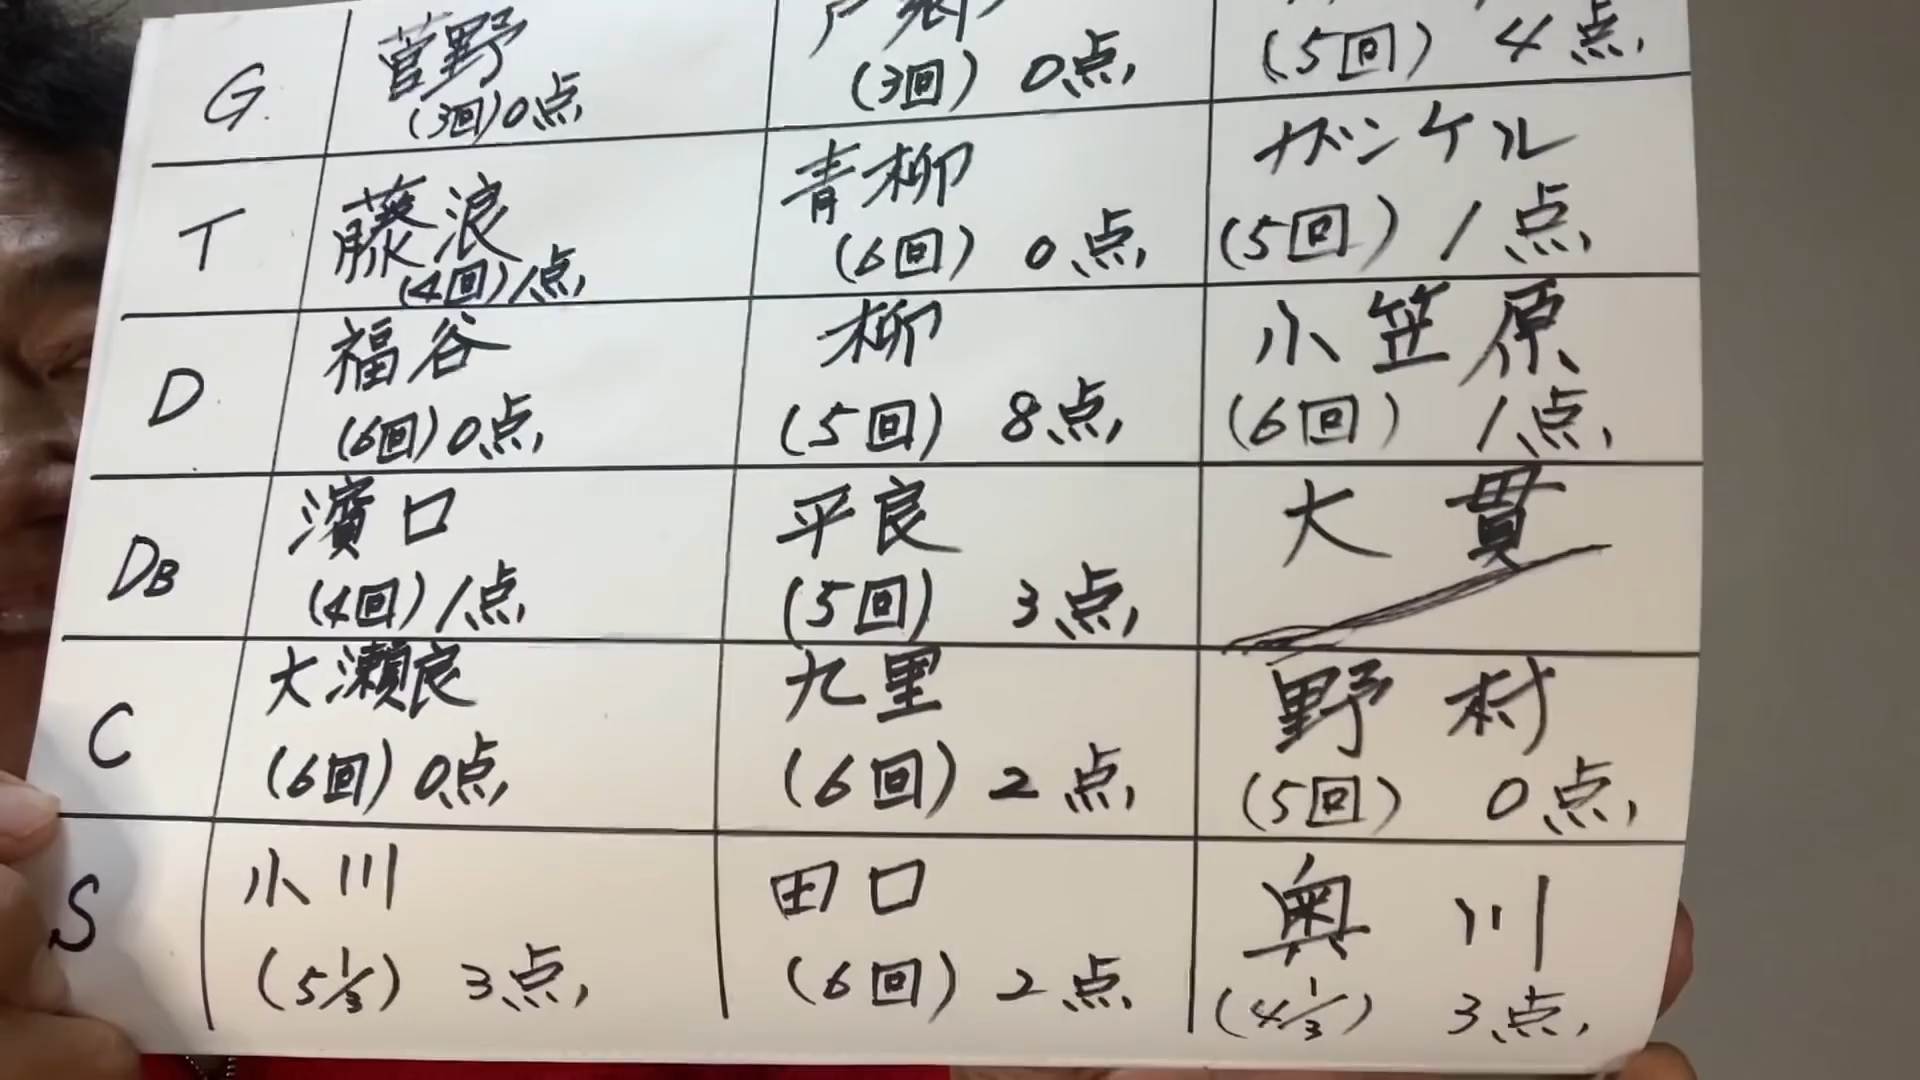 G
菅野
(3回)0点
戸郷
(3回) 0点
(5回) 4点
T
藤浪
(4回)1点
青柳
(6回) 0点
ガンケル
(5回) 1点
D
福谷
(6回)0点
柳
(5回) 8点
小笠原
(6回) 1点
DB
濱口
(4回)1点
平良
(5回) 3点
大貫
C
大瀬良
(6回)0点
九里
(6回) 2点
野村
(5回) 0点
S
小川
(5 1/3) 3点
田口
(6回) 2点
奥川
(4 1/3) 3点